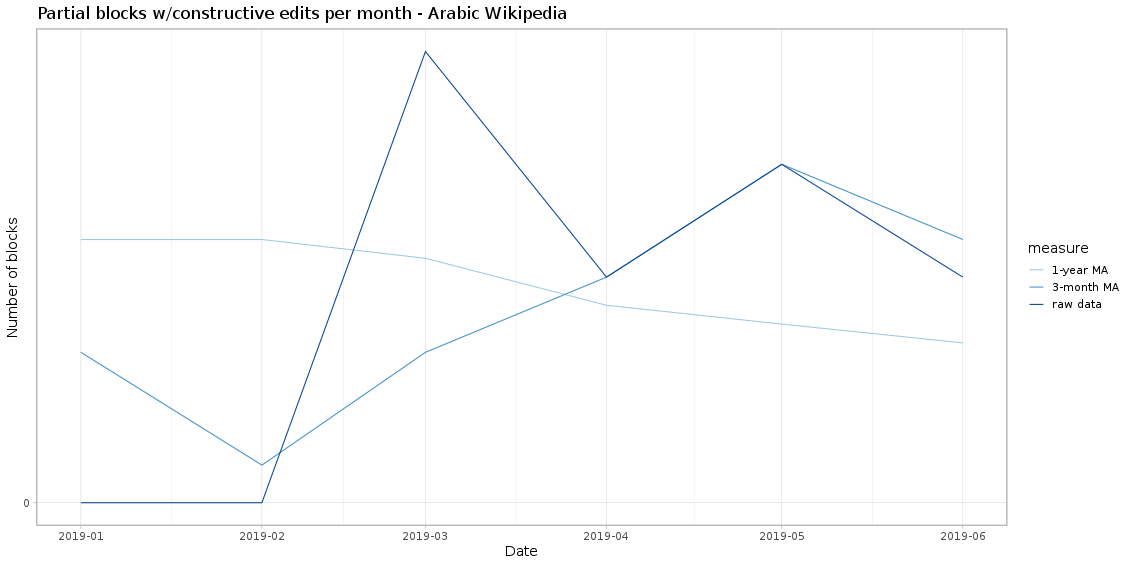 Partial blocks w/constructive edits per month - Arabic Wikipedia
Number of blocks
0
2019-01
2019-02
2019-03
2019-04
2019-05
2019-06
Date
measure
1-year MA
3-month MA
raw data